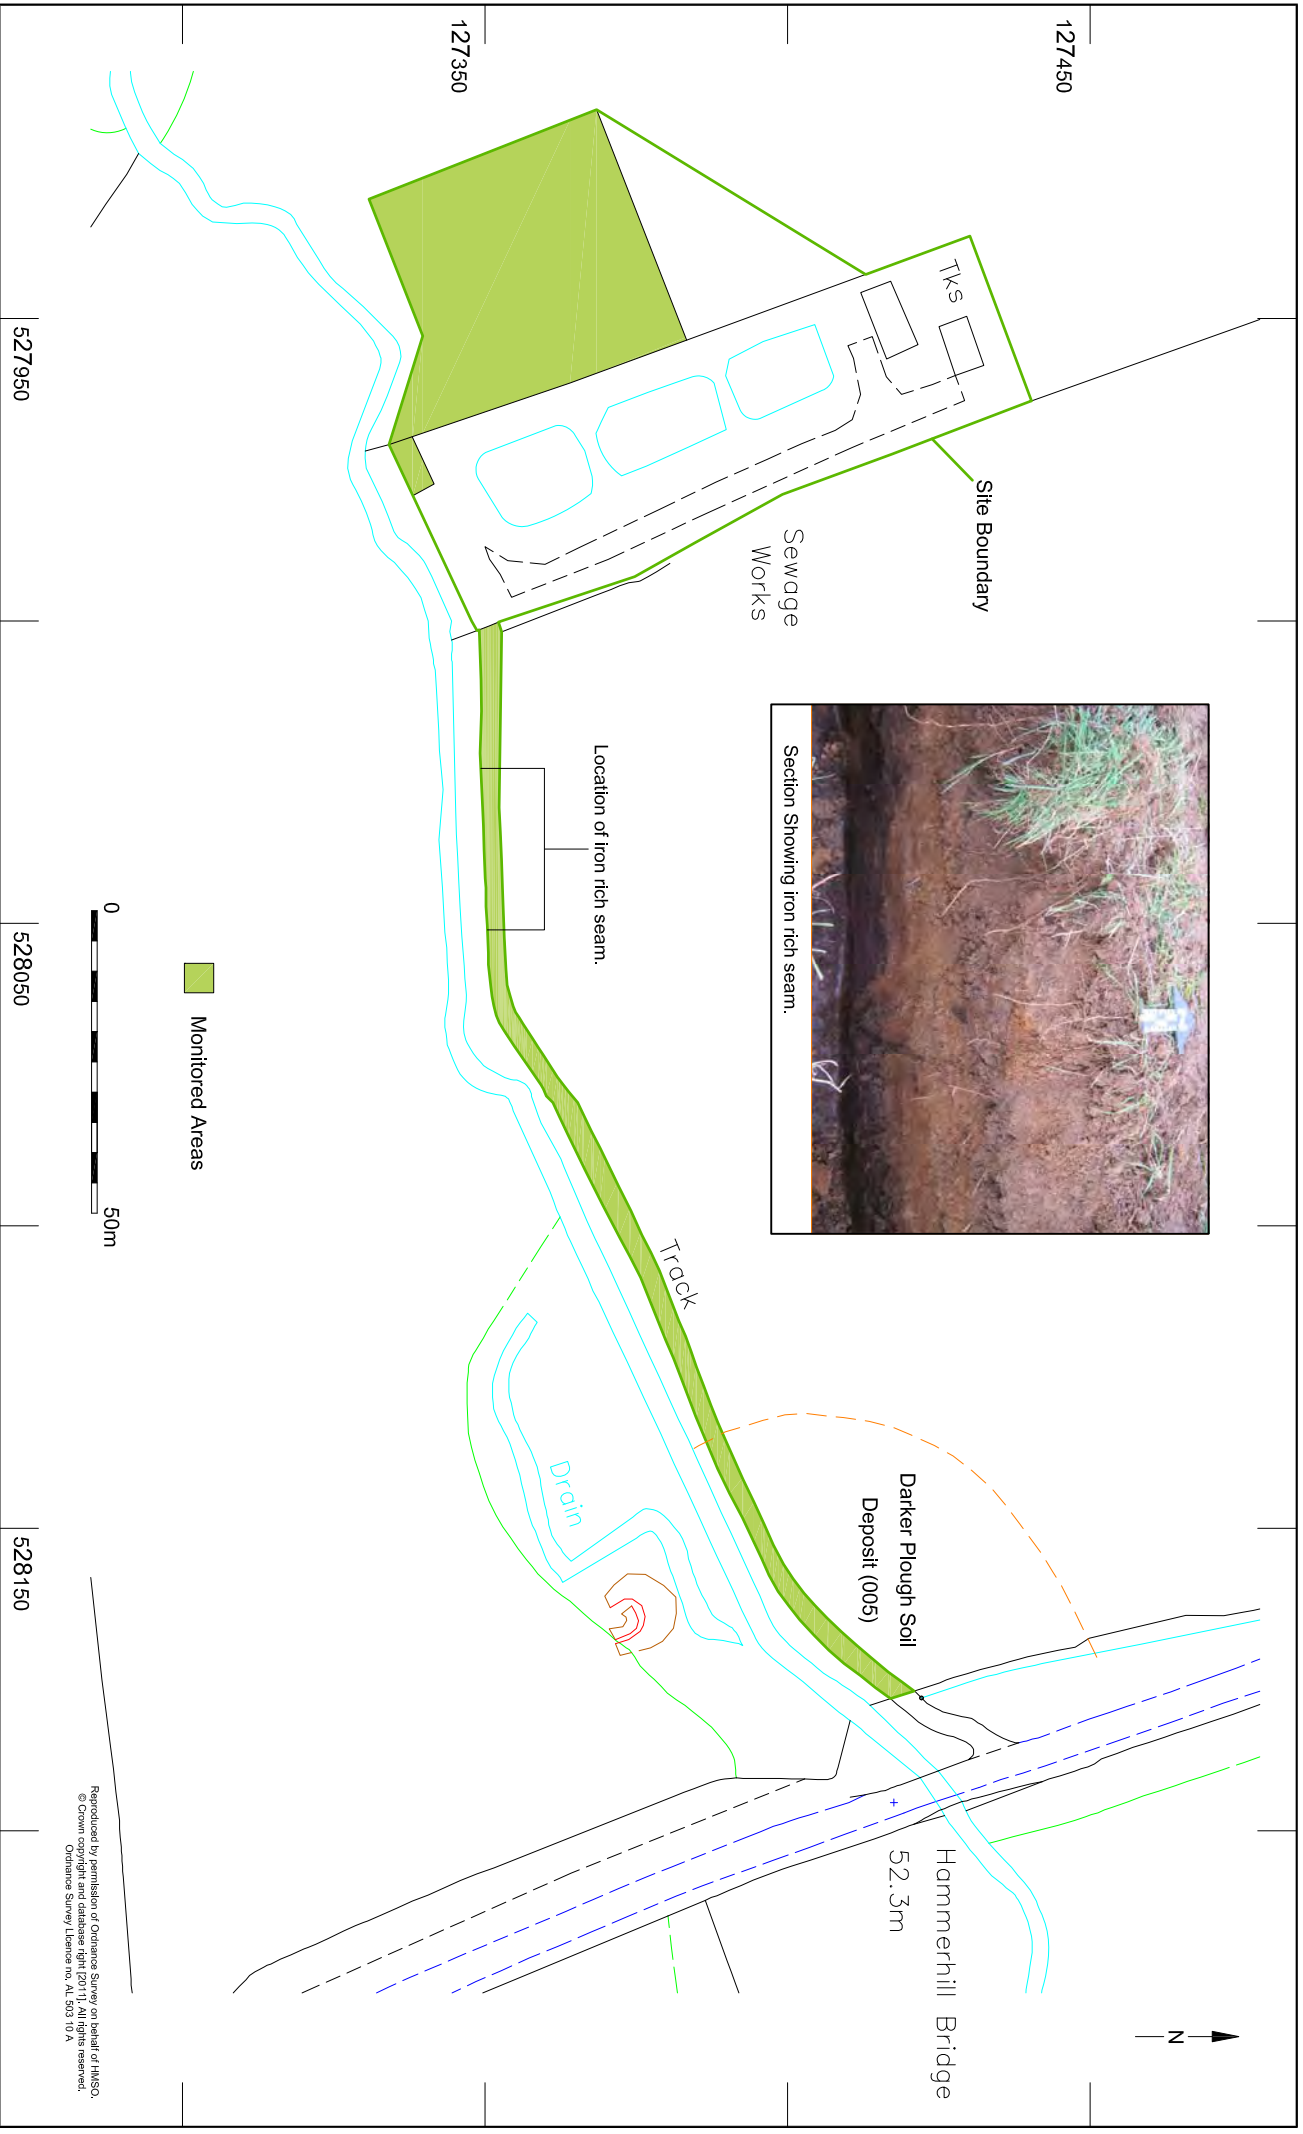 127450
127350
Tks
Site Boundary
Sewage
Works
Location of iron rich seam.
Section Showing iron rich seam.
Track
Darker Plough Soil
Deposit (005)
Drain
Hammerhill Bridge
52.3m
N
Monitored Areas
0
50m
527950
528050
528150
Reproduced by permission of Ordnance Survey on behalf of HMSO.
© Crown copyright and database right [2011]. All rights reserved.
Ordnance Survey Licence no. AL 503 10 A